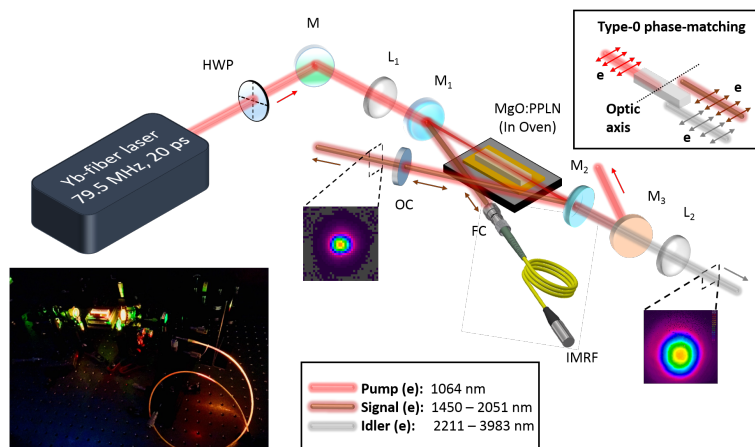 M
HWP
L1
M1
MgO:PPLN
(In Oven)
Type-0 phase-matching
e
e
Optic
axis
e
Yb-fiber laser
79.5 MHz, 20 ps
M2
M3
L2
OC
FC
IMRF
Pump (e): 1064 nm
Signal (e): 1450 – 2051 nm
Idler (e): 2211 – 3983 nm